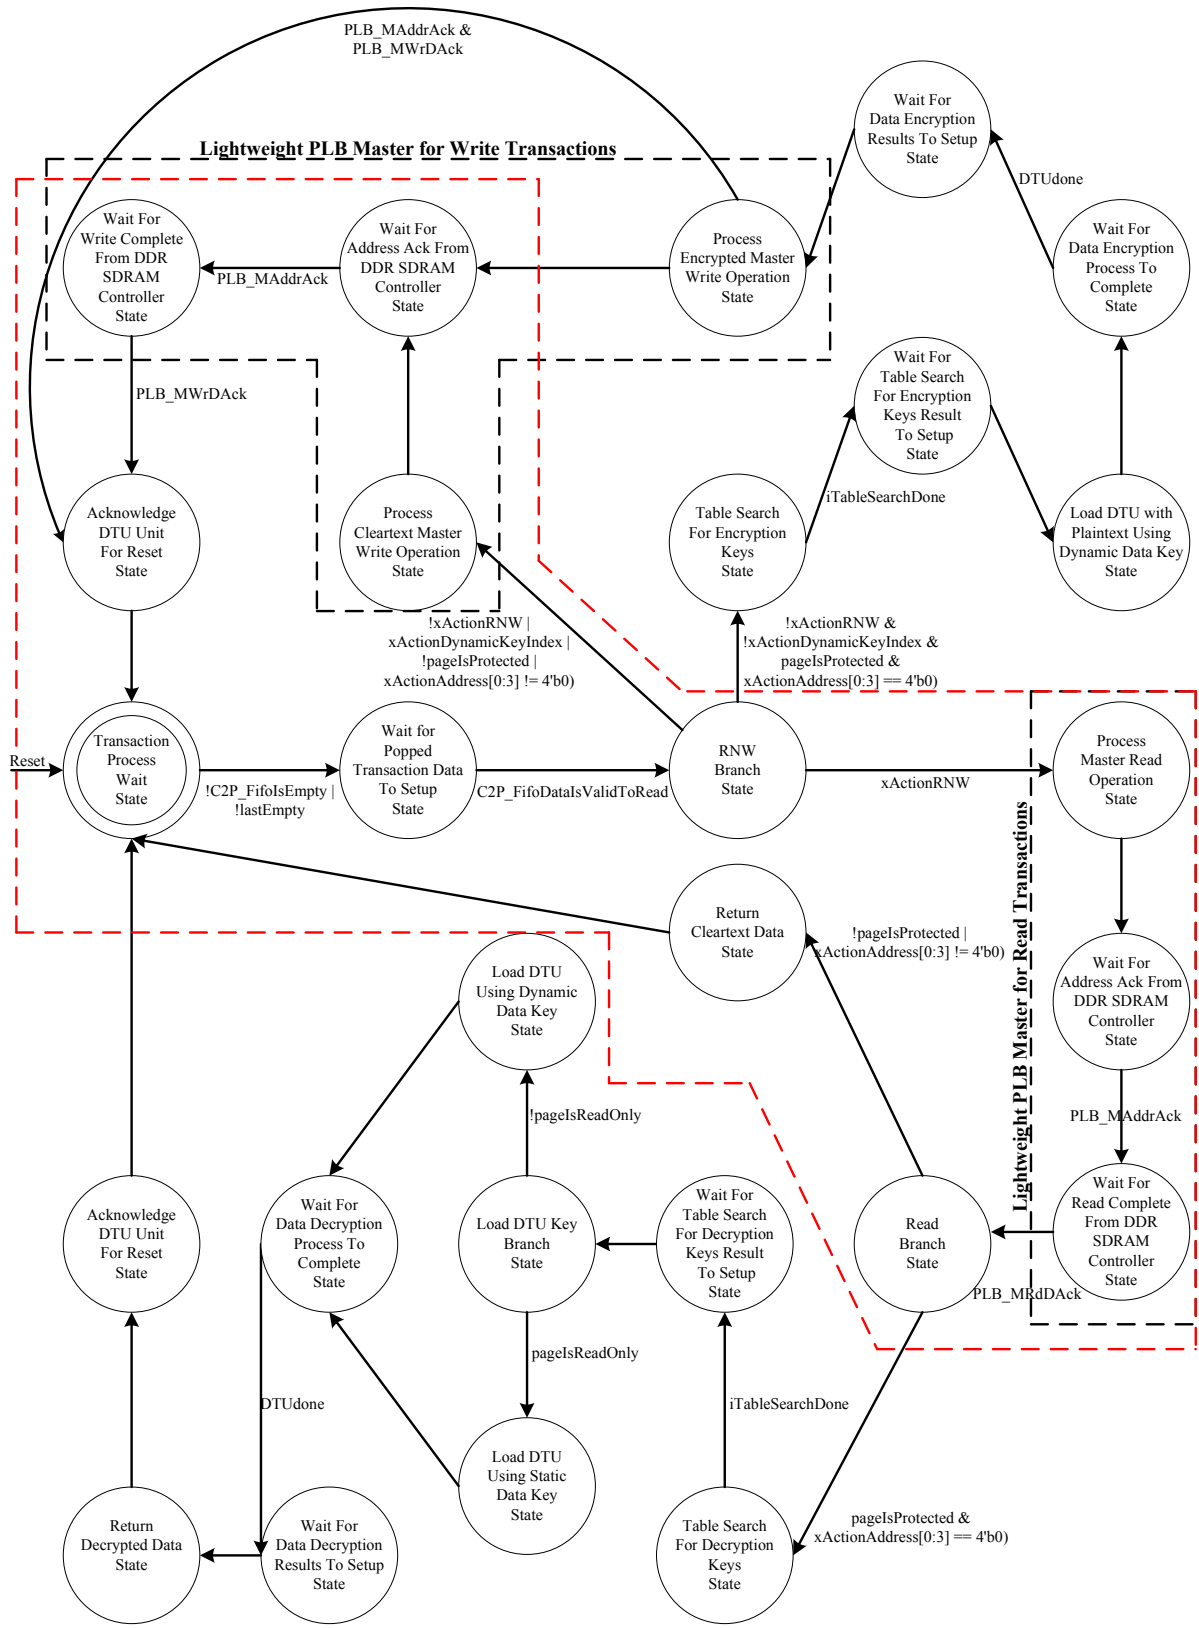 PLB_MAddrAck &
PLB_MWrDAck
Wait For
Data Encryption
Results To Setup
State
Lightweight PLB Master for Write Transactions
DTUdone
Wait For
Write Complete
From DDR
SDRAM
Controller
State
PLB_MAddrAck
Wait For
Address Ack From
DDR SDRAM
Controller
State
Process
Encrypted Master
Write Operation
State
Wait For
Data Encryption
Process To
Complete
State
PLB_MWrDAck
Wait For
Table Search
For Encryption
Keys Result
To Setup
State
iTableSearchDone
Acknowledge
DTU Unit
For Reset
State
Process
Cleartext Master
Write Operation
State
Table Search
For Encryption
Keys
State
Load DTU with
Plaintext Using
Dynamic Data Key
State
!xActionRNW |
xActionDynamicKeyIndex |
!pageIsProtected |
xActionAddress[0:3] != 4'b0)
!xActionRNW &
!xActionDynamicKeyIndex &
pageIsProtected &
xActionAddress[0:3] == 4'b0)
Reset
Transaction
Process
Wait
State
!C2P_FifoIsEmpty |
!lastEmpty
Wait for
Popped
Transaction Data
To Setup
State
C2P_FifoDataIsValidToRead
RNW
Branch
State
xActionRNW
Process
Master Read
Operation
State
Lightweight PLB Master for Read Transactions
Return
Cleartext Data
State
!pageIsProtected |
xActionAddress[0:3] != 4'b0)
Wait For
Address Ack From
DDR SDRAM
Controller
State
Load DTU
Using Dynamic
Data Key
State
!pageIsReadOnly
PLB_MAddrAck
Acknowledge
DTU Unit
For Reset
State
Wait For
Data Decryption
Process To
Complete
State
Load DTU Key
Branch
State
Wait For
Table Search
For Decryption
Keys Result
To Setup
State
Read
Branch
State
Wait For
Read Complete
From DDR
SDRAM
Controller
State
PLB_MRdDAck
pageIsReadOnly
DTUdone
iTableSearchDone
Load DTU
Using Static
Data Key
State
pageIsProtected &
xActionAddress[0:3] == 4'b0)
Return
Decrypted Data
State
Wait For
Data Decryption
Results To Setup
State
Table Search
For Decryption
Keys
State